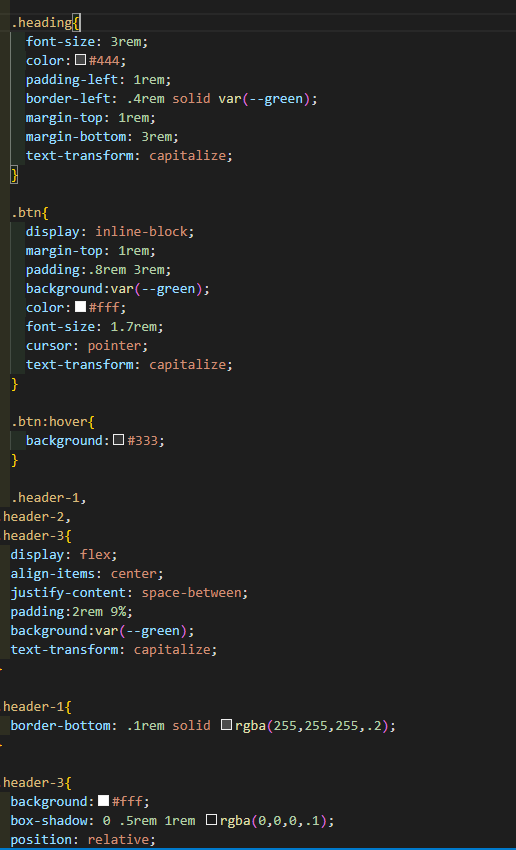 .heading{
font-size: 3rem;
color: #444;
padding-left: 1rem;
border-left: .4rem solid var(--green);
margin-top: 1rem;
margin-bottom: 3rem;
text-transform: capitalize;
}
.btn{
display: inline-block;
margin-top: 1rem;
padding:.8rem 3rem;
background:var(--green);
color:#fff;
font-size: 1.7rem;
cursor: pointer;
text-transform: capitalize;
}
.btn:hover{
background:#333;
}
.header-1,
header-2,
header-3{
display: flex;
align-items: center;
justify-content: space-between;
padding:2rem 9%;
background:var(--green);
text-transform: capitalize;
header-1{
border-bottom: .1rem solid rgba(255,255,255,.2);
header-3{
background:#fff;
box-shadow: 0 .5rem 1rem rgba(0,0,0,.1);
position: relative;